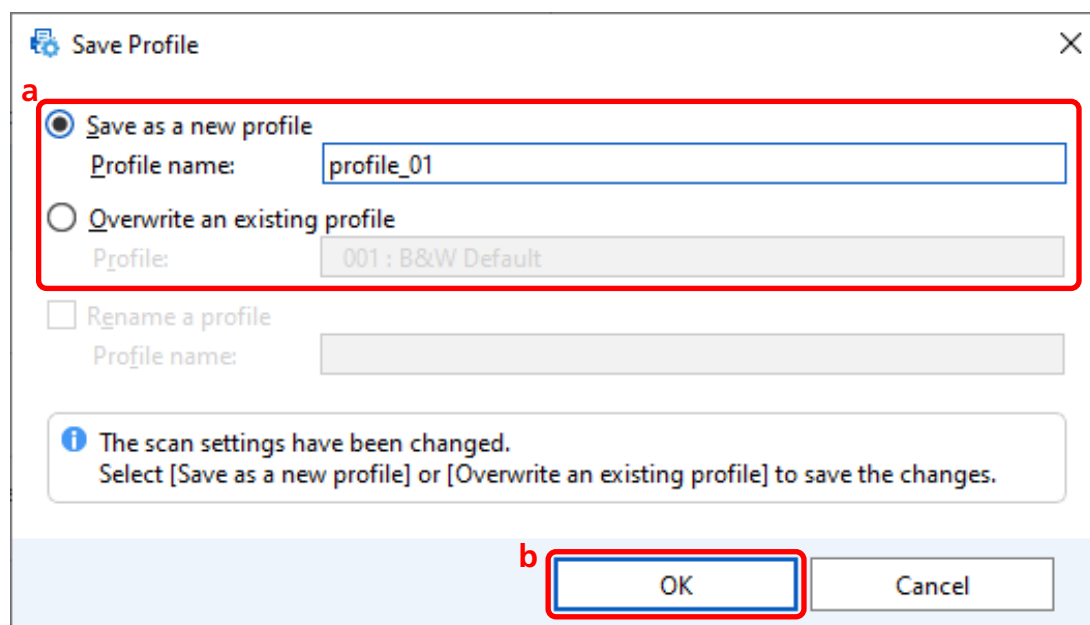 Save Profile
a
Save as a new profile
Profile name: profile_01
Overwrite an existing profile
Profile: 001 : B&W Default
Rename a profile
Profile name:
The scan settings have been changed.
Select [Save as a new profile] or [Overwrite an existing profile] to save the changes.
b
OK Cancel